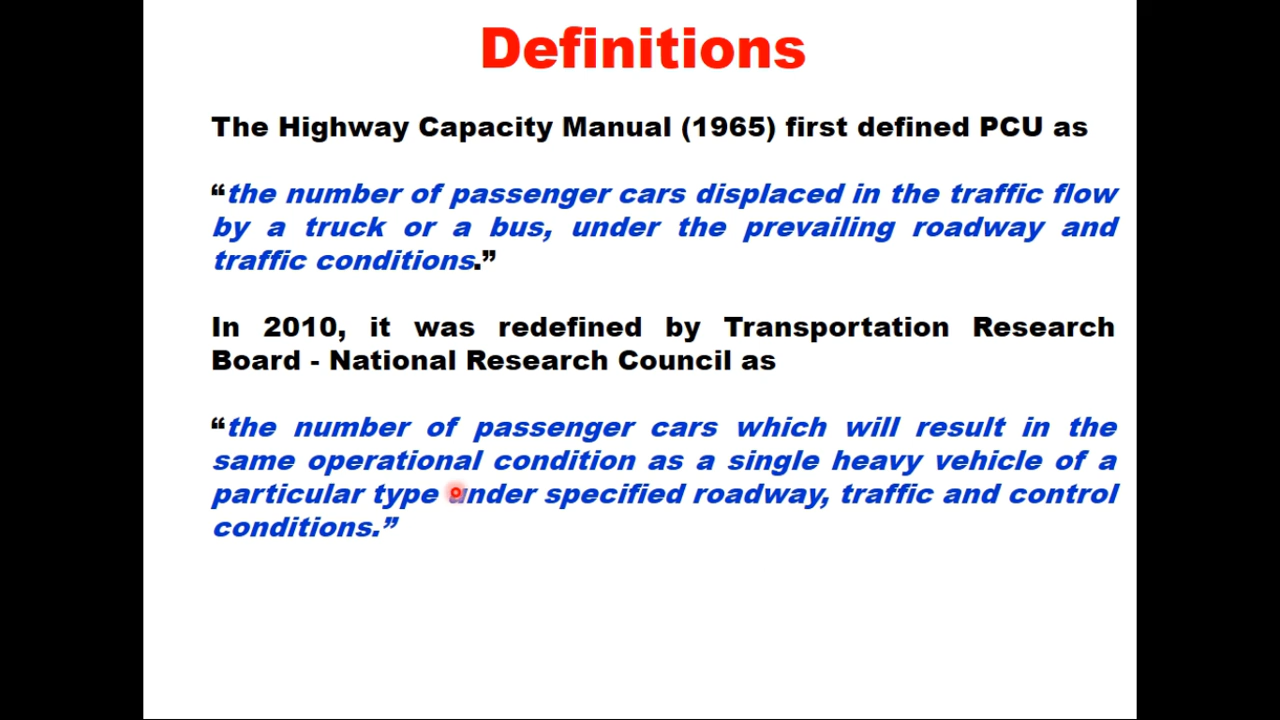 Definitions
The Highway Capacity Manual (1965) first defined PCU as
“the number of passenger cars displaced in the traffic flow
by a truck or a bus, under the prevailing roadway and
traffic conditions.”
In 2010, it was redefined by Transportation Research
Board - National Research Council as
“the number of passenger cars which will result in the
same operational condition as a single heavy vehicle of a
particular type under specified roadway, traffic and control
conditions.”